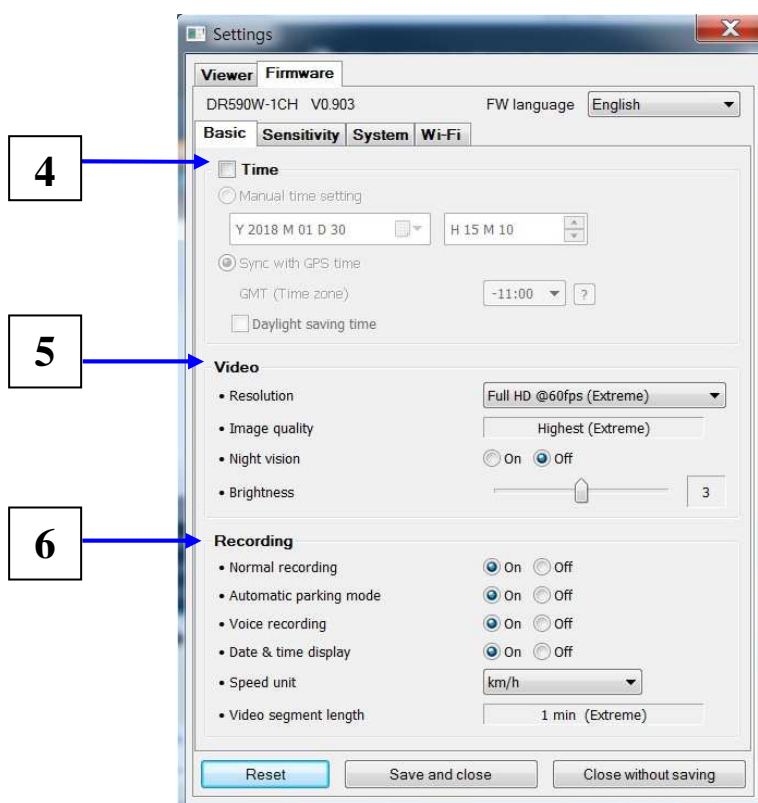 Settings
X
Viewer Firmware
DR590W-1CH V0.903 FW language English
Basic Sensitivity System Wi-Fi
4
Time
Manual time setting
Y 2018 M 01 D 30 H 15 M 10
Sync with GPS time
GMT (Time zone) -11:00 ?
Daylight saving time
5
Video
• Resolution Full HD @60fps (Extreme)
• Image quality Highest (Extreme)
• Night vision On Off
• Brightness 3
6
Recording
• Normal recording On Off
• Automatic parking mode On Off
• Voice recording On Off
• Date & time display On Off
• Speed unit km/h
• Video segment length 1 min (Extreme)
Reset Save and close Close without saving